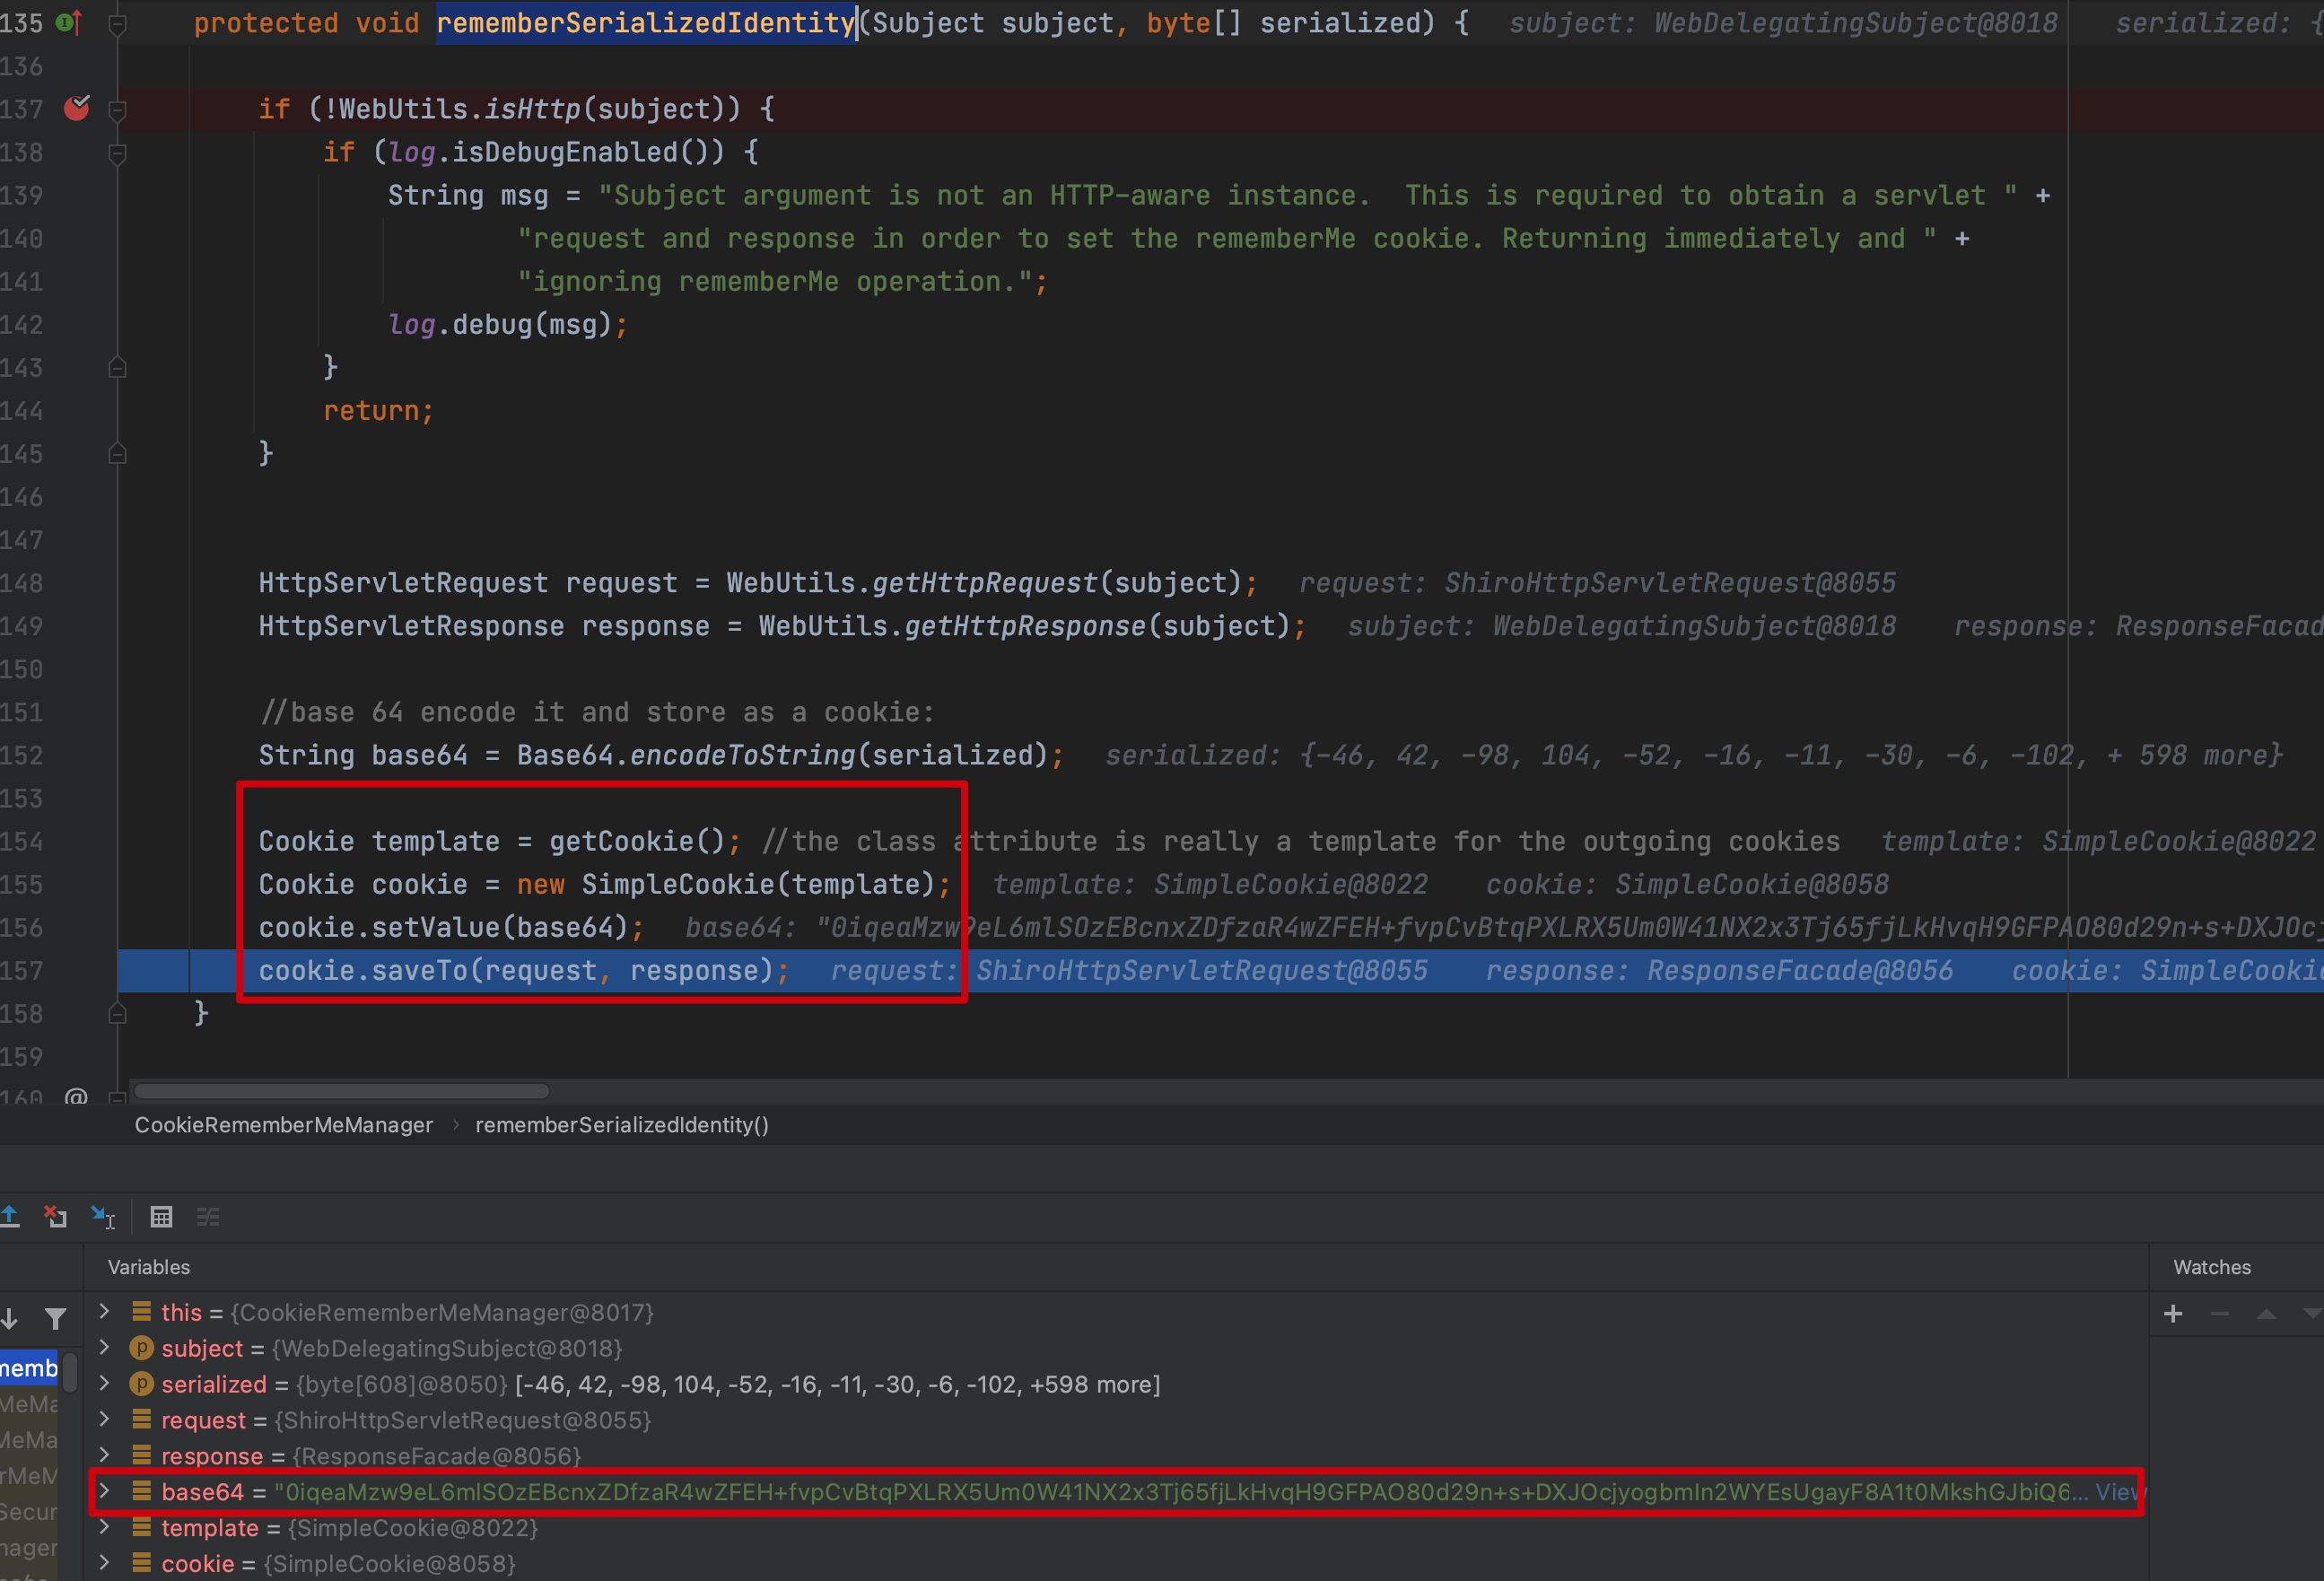 135 protected void rememberSerializedIdentity(Subject subject, byte[] serialized) { subject: WebDelegatingSubject@8018 serialized: {
136
137 if (!WebUtils.isHttp(subject)) {
138 if (log.isDebugEnabled()) {
139 String msg = "Subject argument is not an HTTP-aware instance.  This is required to obtain a servlet " +
140 "request and response in order to set the rememberMe cookie. Returning immediately and " +
141 "ignoring rememberMe operation.";
142 log.debug(msg);
143 }
144 return;
145 }
146
147
148 HttpServletRequest request = WebUtils.getHttpRequest(subject); request: ShiroHttpServletRequest@8055
149 HttpServletResponse response = WebUtils.getHttpResponse(subject); subject: WebDelegatingSubject@8018 response: ResponseFacad
150
151 //base 64 encode it and store as a cookie:
152 String base64 = Base64.encodeToString(serialized); serialized: {-46, 42, -98, 104, -52, -16, -11, -30, -6, -102, + 598 more}
153
154 Cookie template = getCookie(); //the class attribute is really a template for the outgoing cookies template: SimpleCookie@8022
155 Cookie cookie = new SimpleCookie(template); template: SimpleCookie@8022 cookie: SimpleCookie@8058
156 cookie.setValue(base64); base64: "0iqeaMzw9eL6mlSOzEBcnxZDfzaR4wZFEH+fvpCvBtqPXLRX5Um0W41NX2x3Tj65fjLkHvqH9GFPAO80d29n+s+DXJOcj
157 cookie.saveTo(request, response); request: ShiroHttpServletRequest@8055 response: ResponseFacade@8056 cookie: SimpleCooki
158 }
159
160 @
CookieRememberMeManager › rememberSerializedIdentity()
Variables
Watches
this = {CookieRememberMeManager@8017}
subject = {WebDelegatingSubject@8018}
serialized = {byte[608]@8050} [-46, 42, -98, 104, -52, -16, -11, -30, -6, -102, +598 more]
request = {ShiroHttpServletRequest@8055}
response = {ResponseFacade@8056}
base64 = "0iqeaMzw9eL6mlSOzEBcnxZDfzaR4wZFEH+fvpCvBtqPXLRX5Um0W41NX2x3Tj65fjLkHvqH9GFPAO80d29n+s+DXJOcjyogbmIn2WYEsUgayF8A1t0MkshGJbiQ6... View
template = {SimpleCookie@8022}
cookie = {SimpleCookie@8058}
memb
MeMa
MeMa
rMeM
Secur
nager